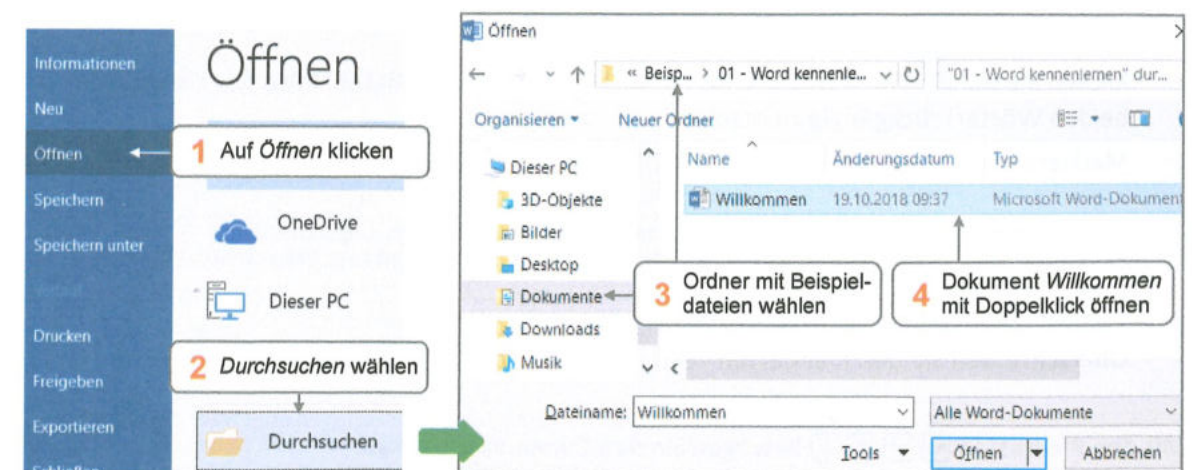 Informationen
Neu
Öffnen
Speichern
Speichern unter
Drucken
Freigeben
Exportieren
Schließen
Öffnen
1 Auf Öffnen klicken
OneDrive
Dieser PC
2 Durchsuchen wählen
Durchsuchen
Öffnen
« Beisp... › 01 - Word kennenle...
"01 - Word kennenlernen" dur...
Organisieren
Neuer Ordner
Name
Änderungsdatum
Typ
Willkommen 19.10.2018 09:37 Microsoft Word-Dokument
Dieser PC
3D-Objekte
Bilder
Desktop
Dokumente
Downloads
Musik
3 Ordner mit Beispiel-
dateien wählen
4 Dokument Willkommen
mit Doppelklick öffnen
Dateiname: Willkommen
Alle Word-Dokumente
Tools
Öffnen
Abbrechen